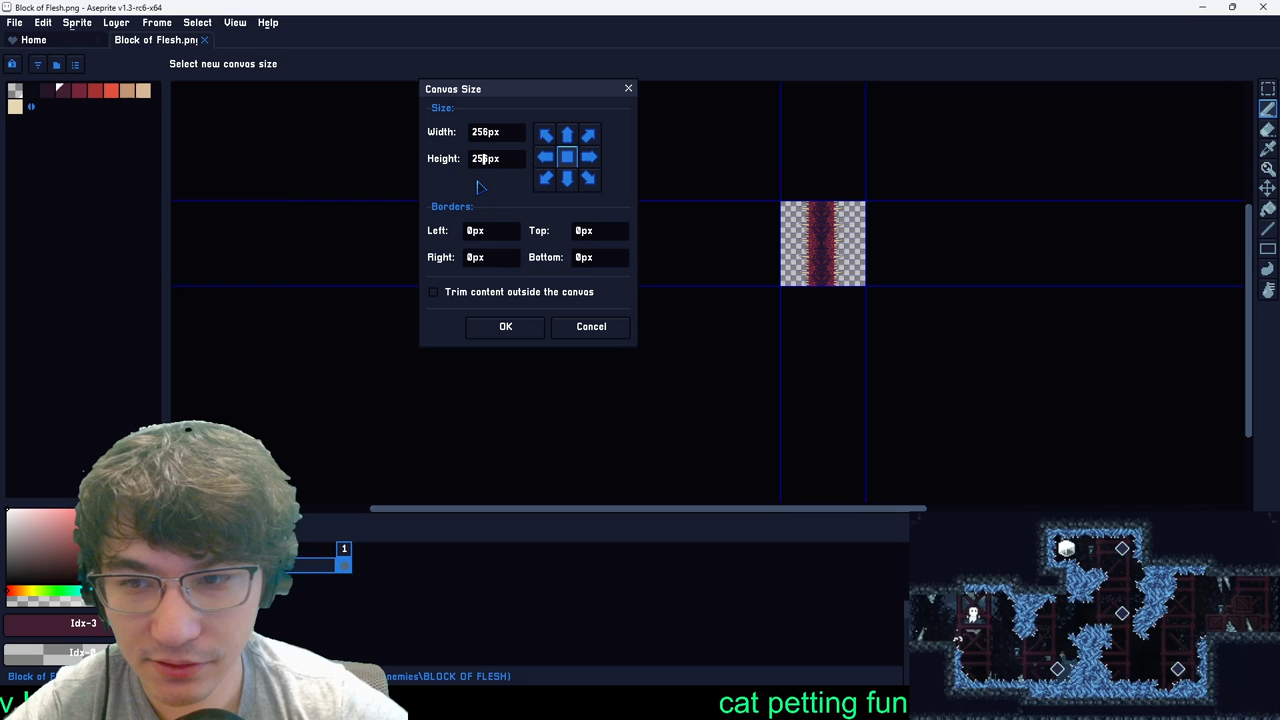 Block of Flesh.png - Aseprite v1.3-rc6-x64
File Edit Sprite Layer Frame Select View Help
Home Block of Flesh.png
Select new canvas size
Canvas Size
Size:
Width: 256px
Height: 256px
Borders:
Left: 0px Top: 0px
Right: 0px Bottom: 0px
Trim content outside the canvas
OK Cancel
1
Idx-3
Block of
nemies\BLOCK OF FLESH)
cat petting fun